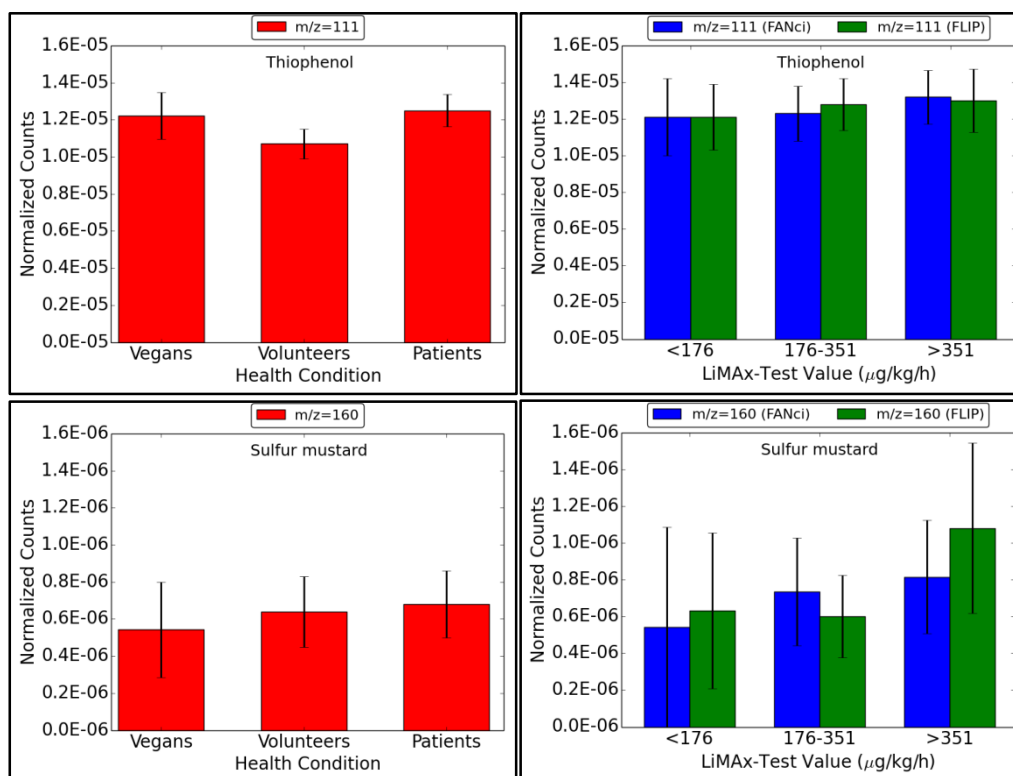 m/z=111
Thiophenol
1.6E-05
1.4E-05
1.2E-05
1.0E-05
0.8E-05
0.6E-05
0.4E-05
0.2E-05
0.0E-05
Normalized Counts
Vegans Volunteers Patients
Health Condition
m/z=111 (FANci) m/z=111 (FLIP)
Thiophenol
1.6E-05
1.4E-05
1.2E-05
1.0E-05
0.8E-05
0.6E-05
0.4E-05
0.2E-05
0.0E-05
Normalized Counts
<176 176-351 >351
LiMAx-Test Value (μg/kg/h)
m/z=160
Sulfur mustard
1.6E-06
1.4E-06
1.2E-06
1.0E-06
0.8E-06
0.6E-06
0.4E-06
0.2E-06
0.0E-06
Normalized Counts
Vegans Volunteers Patients
Health Condition
m/z=160 (FANci) m/z=160 (FLIP)
Sulfur mustard
1.6E-06
1.4E-06
1.2E-06
1.0E-06
0.8E-06
0.6E-06
0.4E-06
0.2E-06
0.0E-06
Normalized Counts
<176 176-351 >351
LiMAx-Test Value (μg/kg/h)